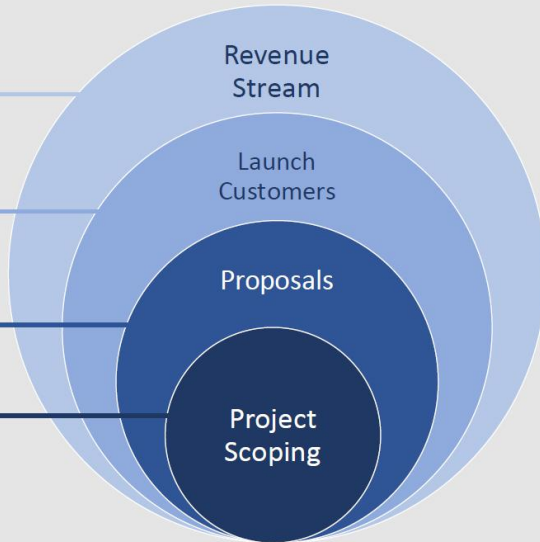 Revenue
Stream
Launch
Customers
Proposals
Project
Scoping